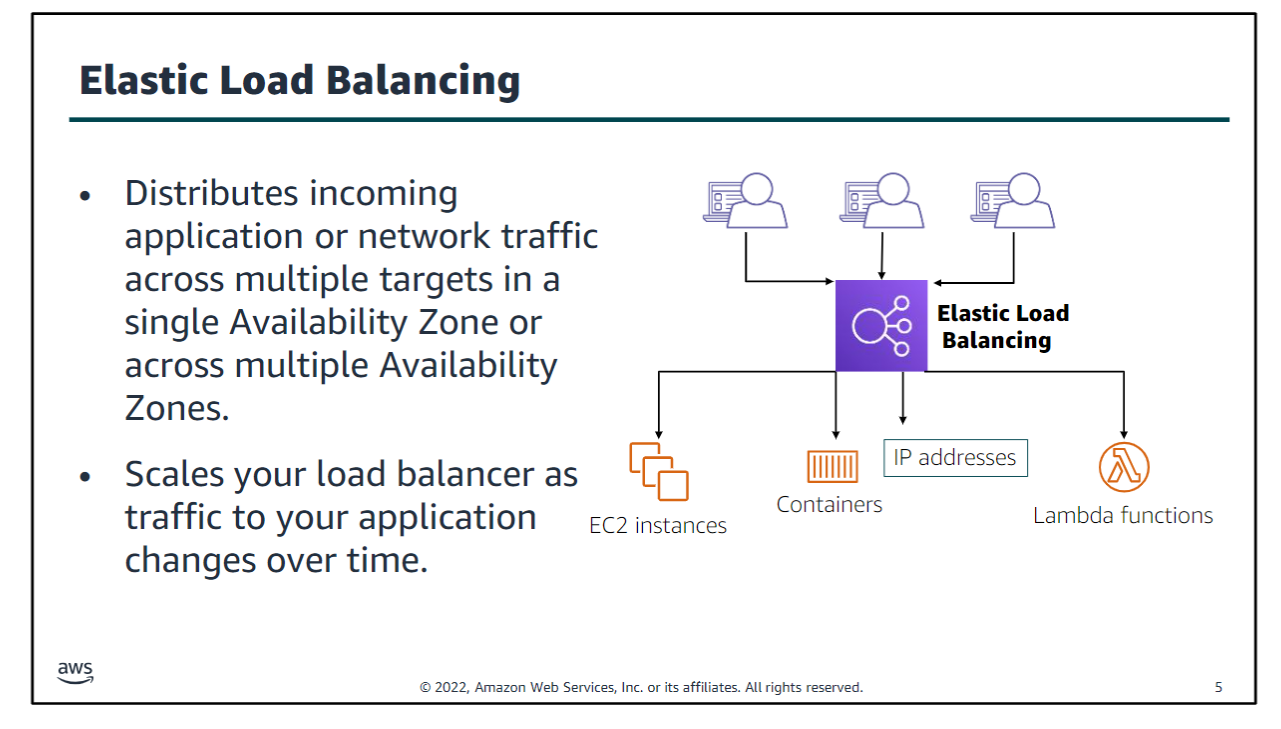 Elastic Load Balancing
• Distributes incoming
application or network traffic
across multiple targets in a
single Availability Zone or
across multiple Availability
Zones.
• Scales your load balancer as
traffic to your application
changes over time.
Elastic Load
Balancing
EC2 instances
Containers
IP addresses
Lambda functions
aws
© 2022, Amazon Web Services, Inc. or its affiliates. All rights reserved.
5